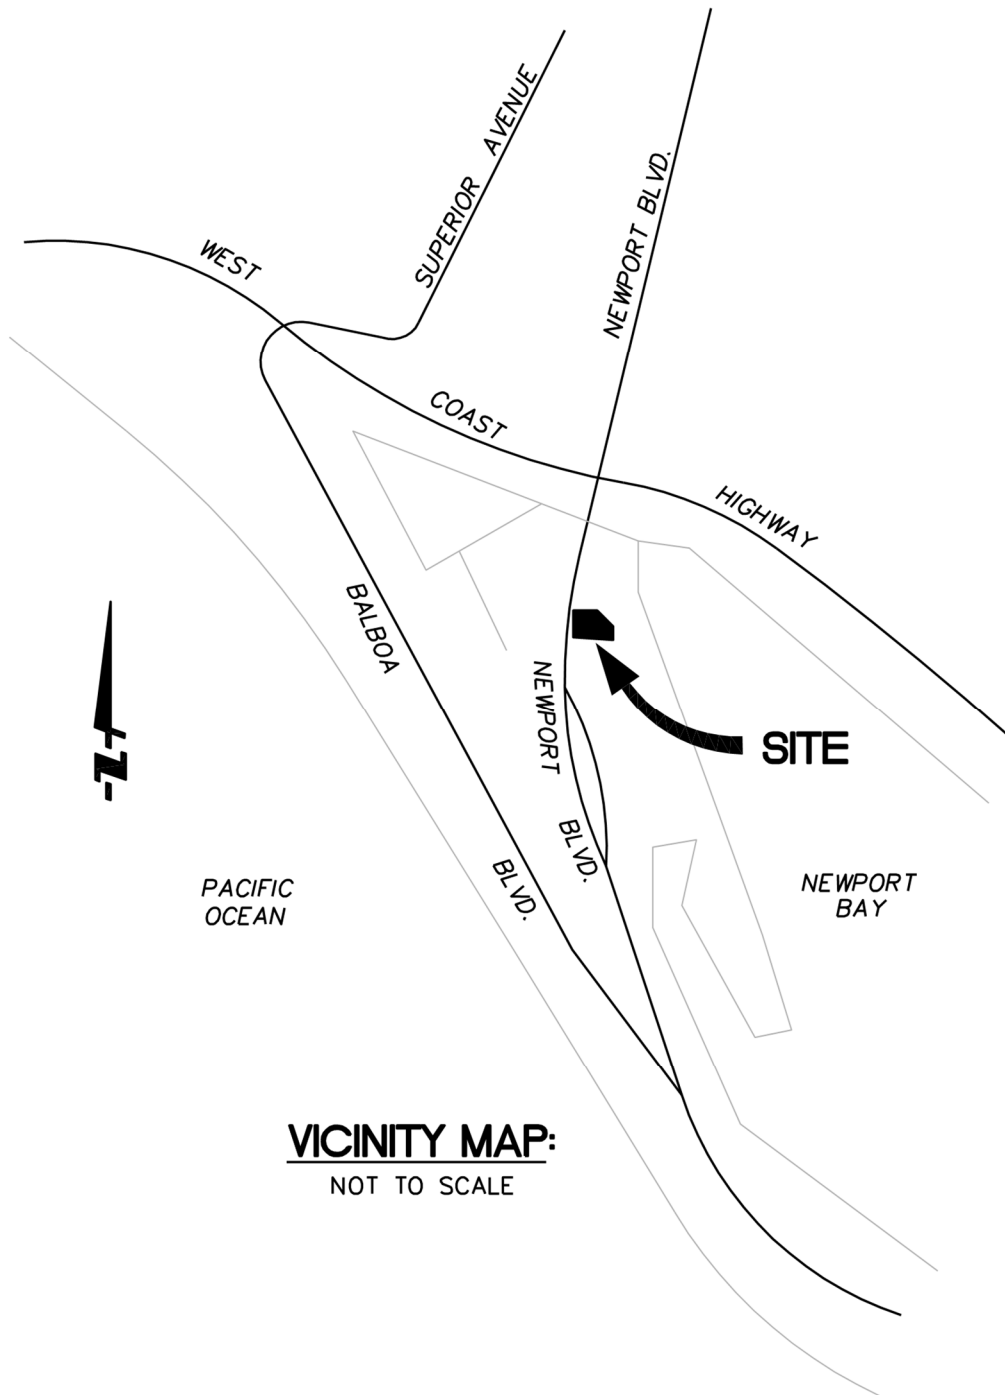 SUPERIOR AVENUE
NEWPORT BLVD.
WEST COAST HIGHWAY
BALBOA BLVD.
NEWPORT BLVD.
SITE
PACIFIC
OCEAN
NEWPORT
BAY
N
VICINITY MAP:
NOT TO SCALE